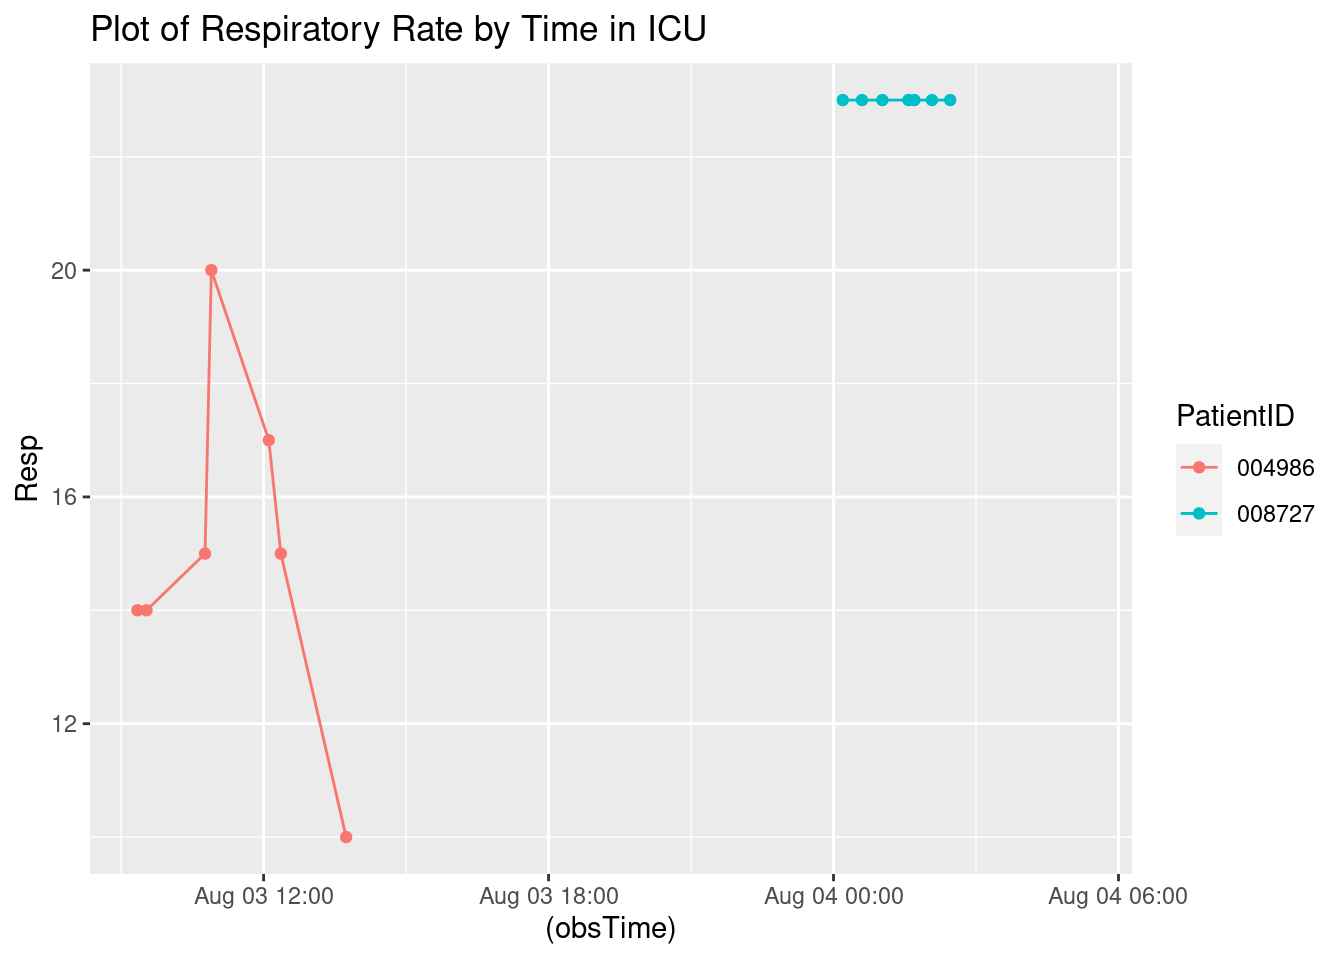 Plot of Respiratory Rate by Time in ICU
20
16
12
Resp
Aug 03 12:00
Aug 03 18:00
Aug 04 00:00
Aug 04 06:00
(obsTime)
PatientID
004986
008727